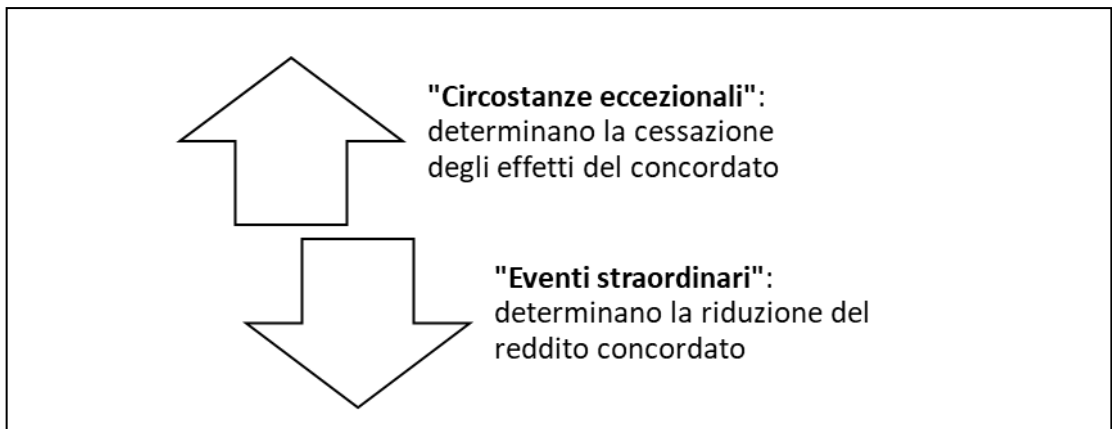 "Circostanze eccezionali":
determinano la cessazione
degli effetti del concordato
"Eventi straordinari":
determinano la riduzione del
reddito concordato